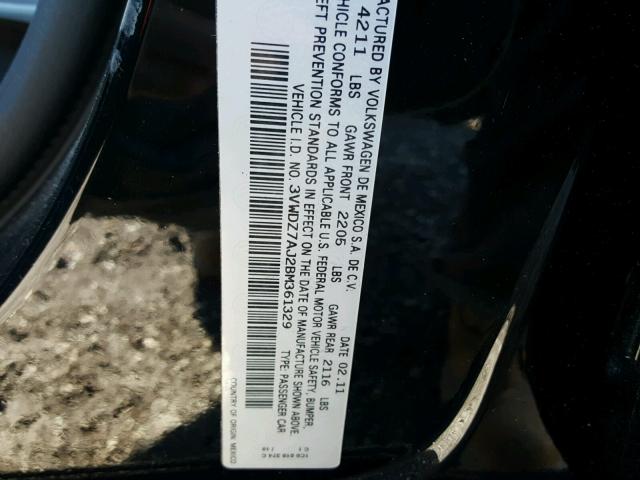 ACTURED BY VOLKSWAGEN DE MEXICO S.A. DE C.V. DATE 02.11
4211 LBS GAWR FRONT 2205 LBS GAWR REAR 2116 LBS
EHICLE CONFORMS TO ALL APPLICABLE U.S. FEDERAL MOTOR VEHICLE SAFETY, BUMPER,
EFT PREVENTION STANDARDS IN EFFECT ON THE DATE OF MANUFACTURE SHOWN ABOVE
VEHICLE I.D. NO. 3VWDZ7AJ2BM361329 TYPE: PASSENGER CAR
COUNTRY OF ORIGIN: MEXICO